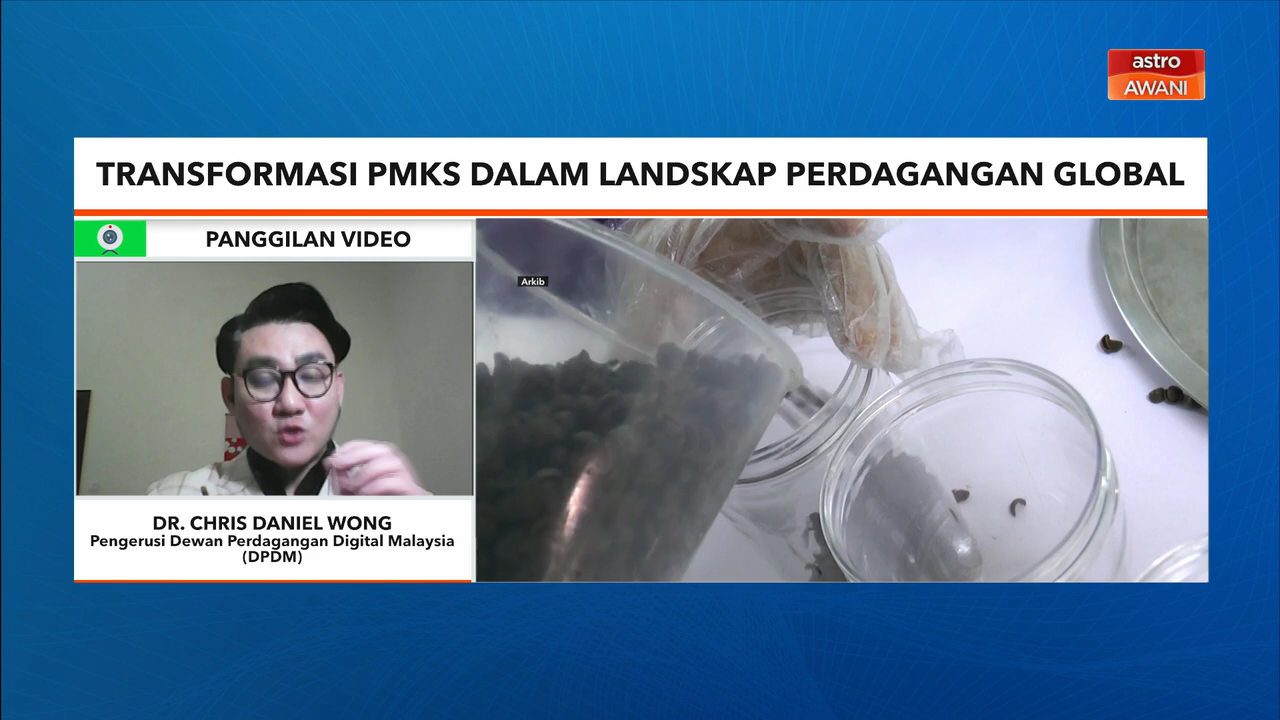 astro
AWANI
TRANSFORMASI PMKS DALAM LANDSKAP PERDAGANGAN GLOBAL
PANGGILAN VIDEO
Arkib
DR. CHRIS DANIEL WONG
Pengerusi Dewan Perdagangan Digital Malaysia
(DPDM)